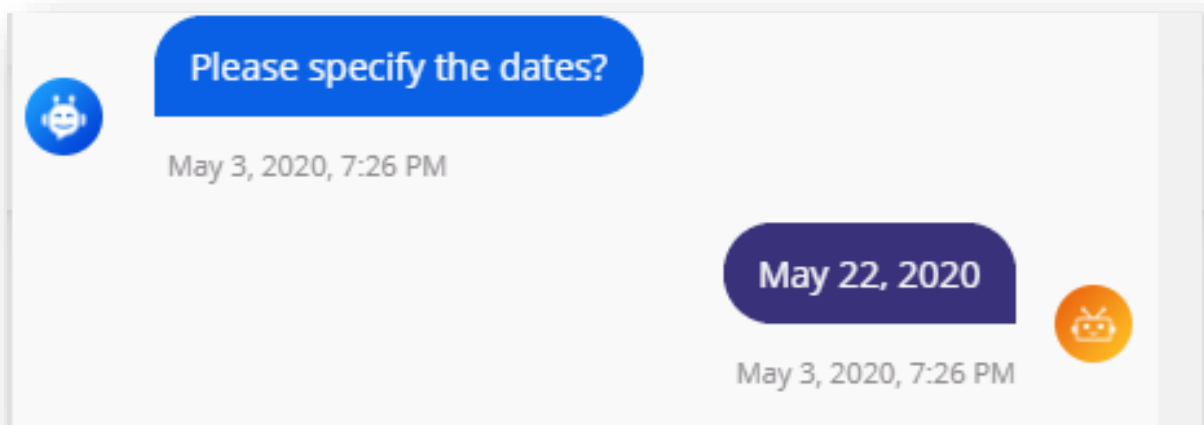 Please specify the dates?
May 3, 2020, 7:26 PM
May 22, 2020
May 3, 2020, 7:26 PM